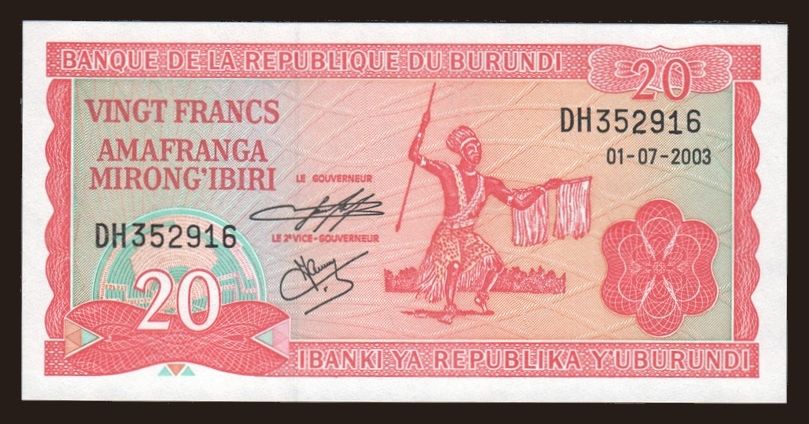 BANQUE DE LA REPUBLIQUE DU BURUNDI
20
VINGT FRANCS
DH352916
01-07-2003
AMAFRANGA
MIRONG'IBIRI
LE GOUVERNEUR
DH352916
LE 2e VICE-GOUVERNEUR
20
IBANKI YA REPUBLIKA Y'UBURUNDI